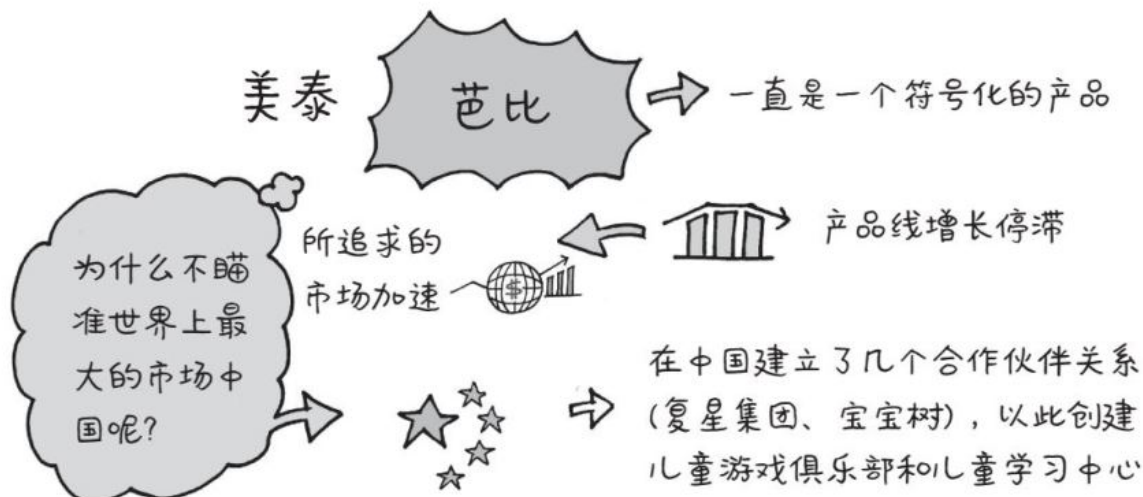 美泰
芭比
一直是一个符号化的产品
产品线增长停滞
所追求的
市场加速
$
为什么不瞄
准世界上最
大的市场中
国呢?
在中国建立了几个合作伙伴关系
(复星集团、宝宝树),以此创建
儿童游戏俱乐部和儿童学习中心